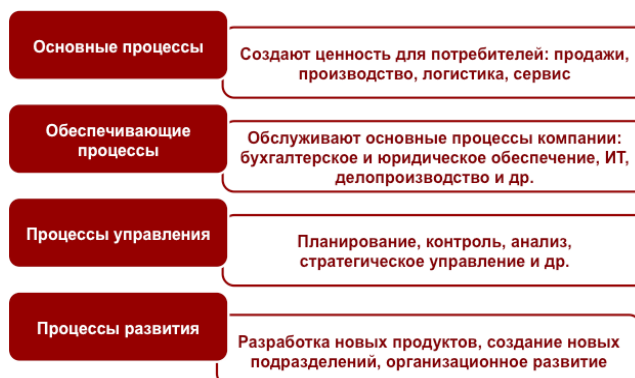 Основные процессы
Создают ценность для потребителей: продажи,
производство, логистика, сервис
Обеспечивающие
процессы
Обслуживают основные процессы компании:
бухгалтерское и юридическое обеспечение, ИТ,
делопроизводство и др.
Процессы управления
Планирование, контроль, анализ,
стратегическое управление и др.
Процессы развития
Разработка новых продуктов, создание новых
подразделений, организационное развитие